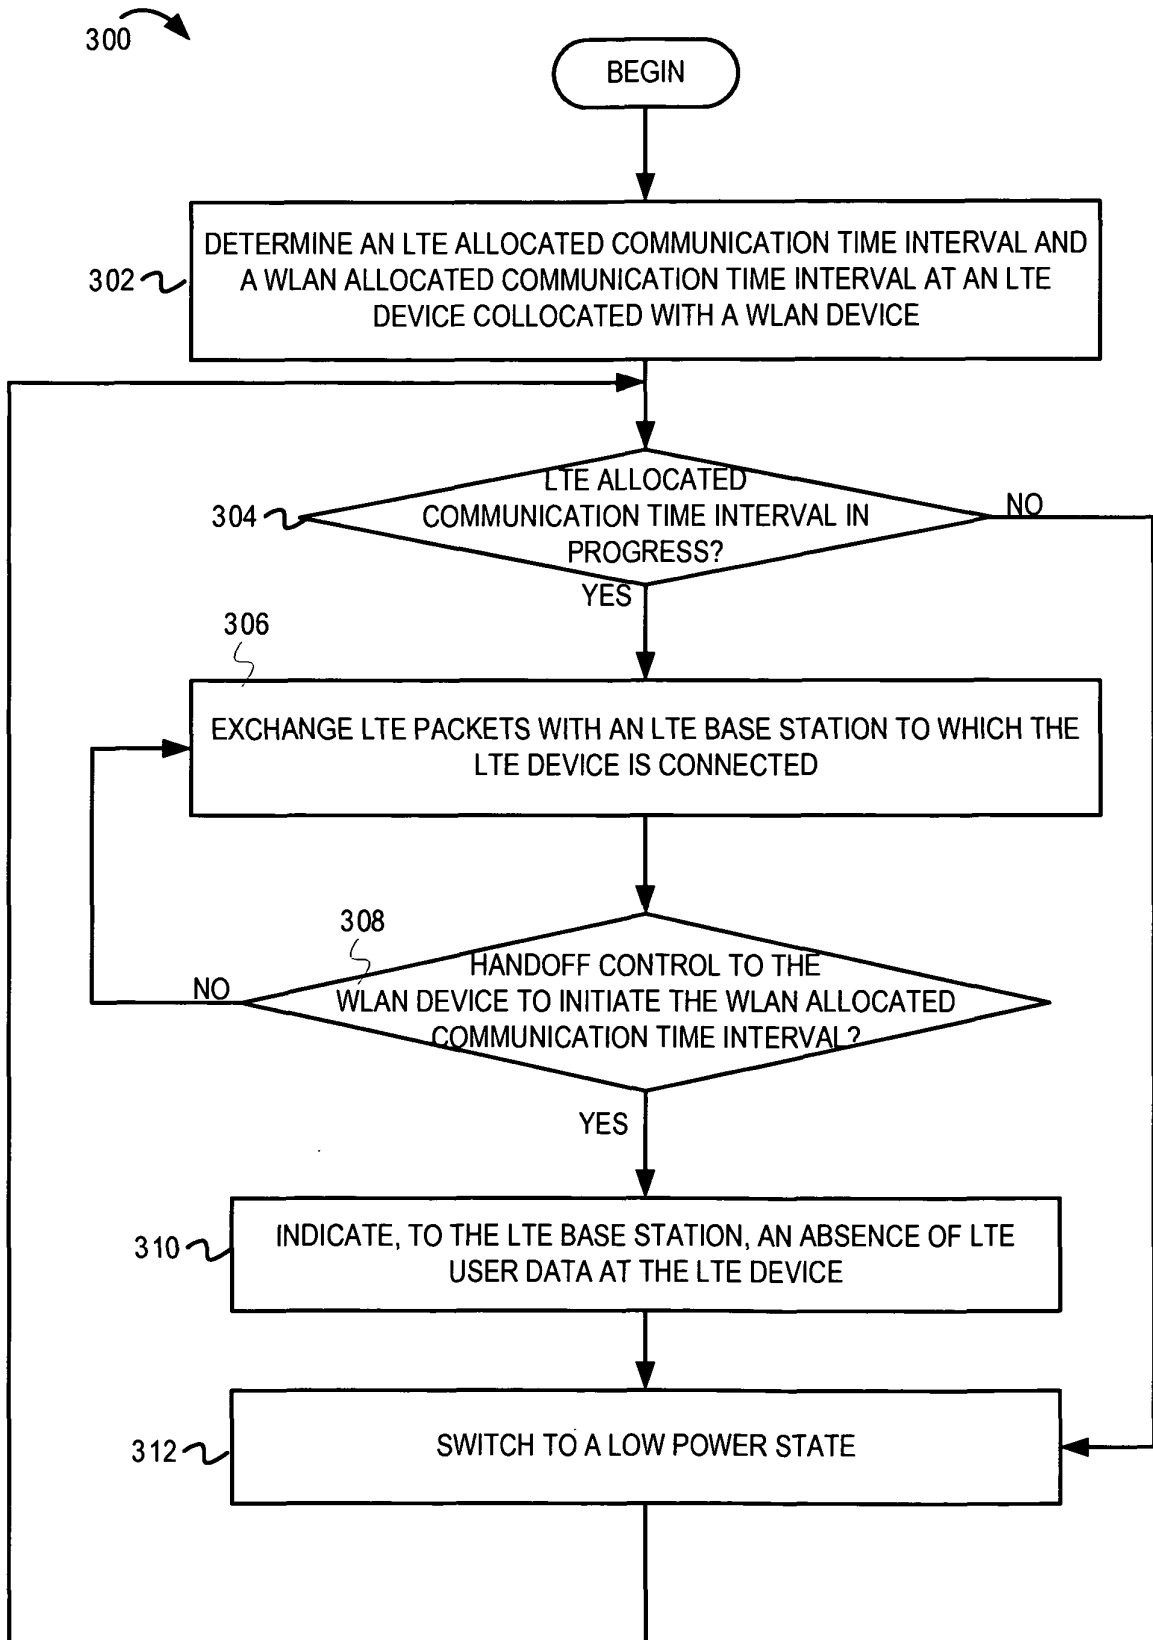 300
BEGIN
302
DETERMINE AN LTE ALLOCATED COMMUNICATION TIME INTERVAL AND
A WLAN ALLOCATED COMMUNICATION TIME INTERVAL AT AN LTE
DEVICE COLLOCATED WITH A WLAN DEVICE
304
LTE ALLOCATED
COMMUNICATION TIME INTERVAL IN
PROGRESS?
NO
YES
306
EXCHANGE LTE PACKETS WITH AN LTE BASE STATION TO WHICH THE
LTE DEVICE IS CONNECTED
308
HANDOFF CONTROL TO THE
WLAN DEVICE TO INITIATE THE WLAN ALLOCATED
COMMUNICATION TIME INTERVAL?
NO
YES
310
INDICATE, TO THE LTE BASE STATION, AN ABSENCE OF LTE
USER DATA AT THE LTE DEVICE
312
SWITCH TO A LOW POWER STATE